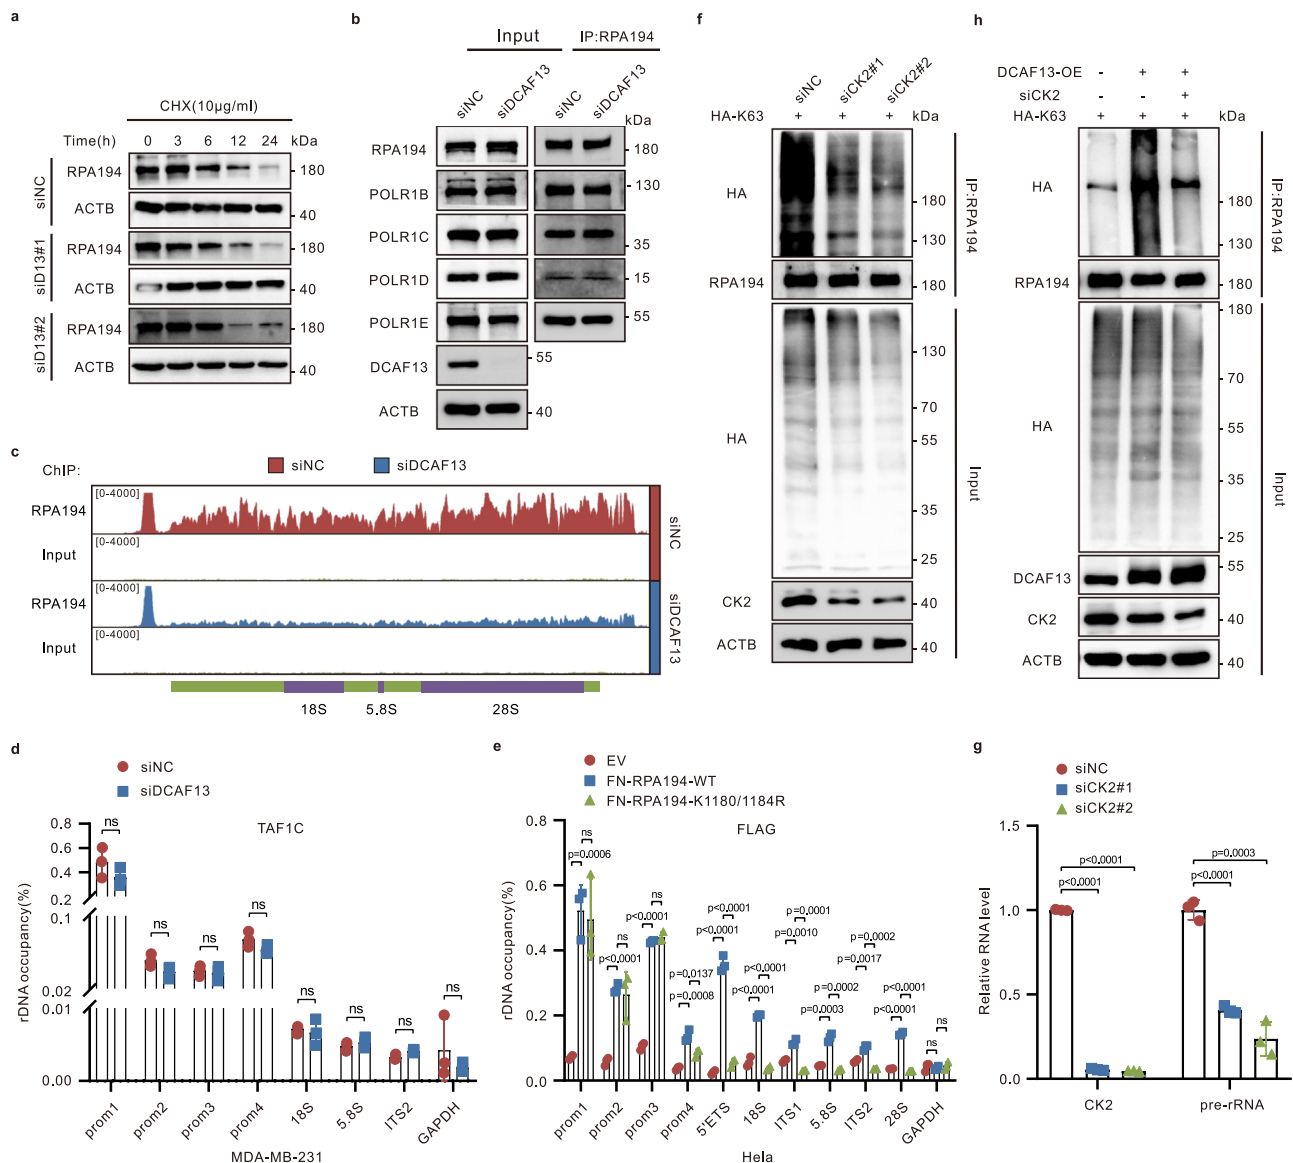 a
CHX(10μg/ml)
Time(h) 0 3 6 12 24 kDa
siNC
RPA194 180
ACTB 40
siD13#1
RPA194 180
ACTB 40
siD13#2
RPA194 180
ACTB 40
b
Input IP:RPA194
siNC siDCAF13 siNC siDCAF13
kDa
RPA194 180
POLR1B 130
POLR1C 35
POLR1D 15
POLR1E 55
DCAF13 55
ACTB 40
c
ChIP: siNC siDCAF13
[0-4000]
RPA194
[0-4000]
Input
siNC
[0-4000]
RPA194
[0-4000]
Input
siDCAF13
18S 5.8S 28S
d
siNC
siDCAF13
TAF1C
rDNA occupancy(%)
0.8
0.6
0.4
0.2
0.1
0.02
0.01
0.00
ns ns ns ns ns ns ns ns
prom1 prom2 prom3 prom4 18S 5.8S ITS2 GAPDH
MDA-MB-231
e
EV
FN-RPA194-WT
FN-RPA194-K1180/1184R
FLAG
rDNA occupancy(%)
0.8
0.6
0.4
0.2
0.0
ns
p=0.0006
ns
p<0.0001
ns
p<0.0001
p=0.0137
p=0.0008
p<0.0001
p<0.0001
p<0.0001
p<0.0001
p=0.0001
p=0.0010
p=0.0002
p=0.0003
p=0.0002
p=0.0017
p<0.0001
p<0.0001
ns
ns
prom1 prom2 prom3 prom4 5'ETS 18S ITS1 5.8S ITS2 28S GAPDH
Hela
f
siNC siCK2#1 siCK2#2
HA-K63 + + + kDa
HA 180
130
RPA194 180
IP:RPA194
HA 130
70
55
35
25
CK2 40
ACTB 40
Input
g
siNC
siCK2#1
siCK2#2
Relative RNA level
1.5
1.0
0.5
0.0
p<0.0001
p<0.0001
p=0.0003
p<0.0001
CK2 pre-rRNA
h
DCAF13-OE - + +
siCK2 +
HA-K63 + + + kDa
HA 180
130
RPA194 180
IP:RPA194
HA 180
70
55
35
25
DCAF13 55
CK2 40
ACTB 40
Input